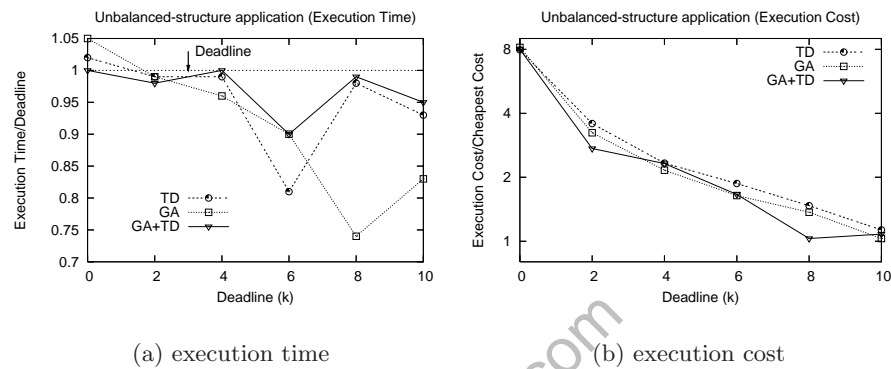 Unbalanced-structure application (Execution Time)
1.05
1
0.95
0.9
0.85
0.8
0.75
0.7
Execution Time/Deadline
Deadline
TD
GA
GA+TD
0 2 4 6 8 10
Deadline (k)
(a) execution time
Unbalanced-structure application (Execution Cost)
8
4
2
1
Execution Cost/Cheapest Cost
TD
GA
GA+TD
0 2 4 6 8 10
Deadline (k)
(b) execution cost
.com